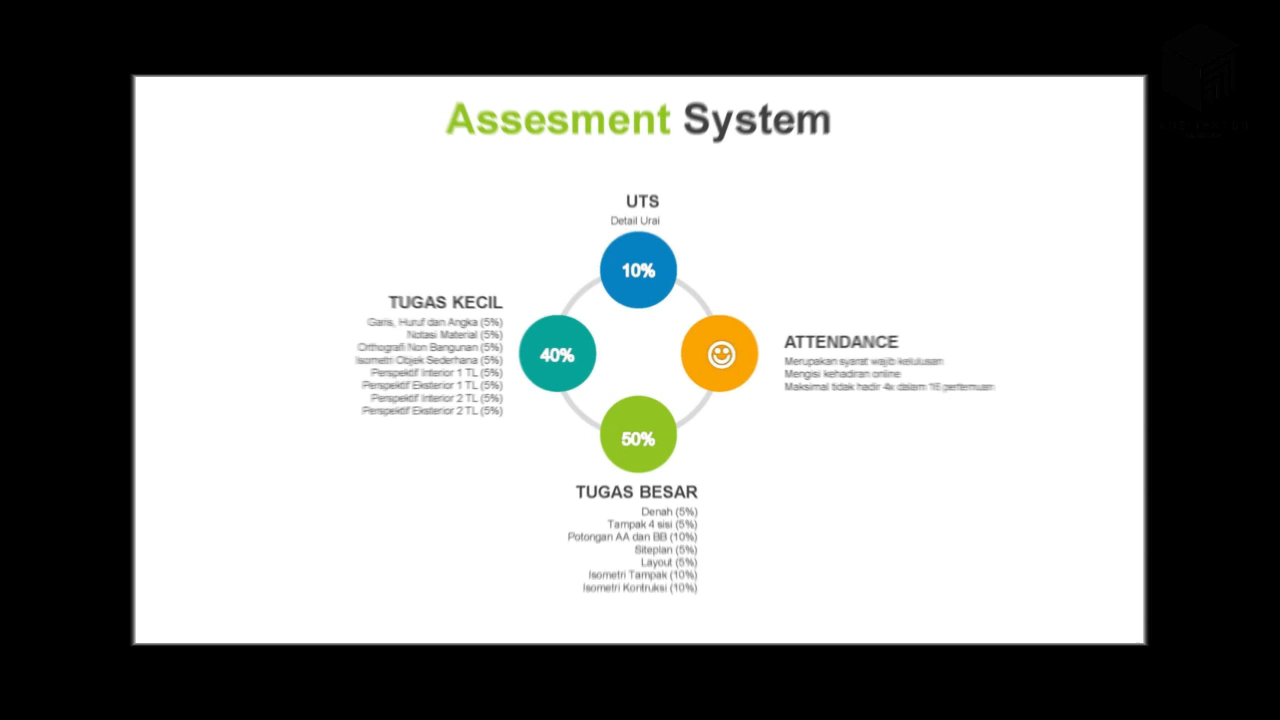 Assesment System
UTS
Detail Urai
10%
TUGAS KECIL
Garis, Huruf dan Angka (5%)
Notasi Material (5%)
Orthografi Non Bangunan (5%)
Isometri Objek Sederhana (5%)
Perspektif Interior 1 TL (5%)
Perspektif Eksterior 1 TL (5%)
Perspektif Interior 2 TL (5%)
Perspektif Eksterior 2 TL (5%)
40%
ATTENDANCE
Merupakan syarat wajib kelulusan
Mengisi kehadiran online
Maksimal tidak hadir 4x dalam 16 pertemuan
50%
TUGAS BESAR
Denah (5%)
Tampak 4 sisi (5%)
Potongan AA dan BB (10%)
Siteplan (5%)
Layout (5%)
Isometri Tampak (10%)
Isometri Kontruksi (10%)